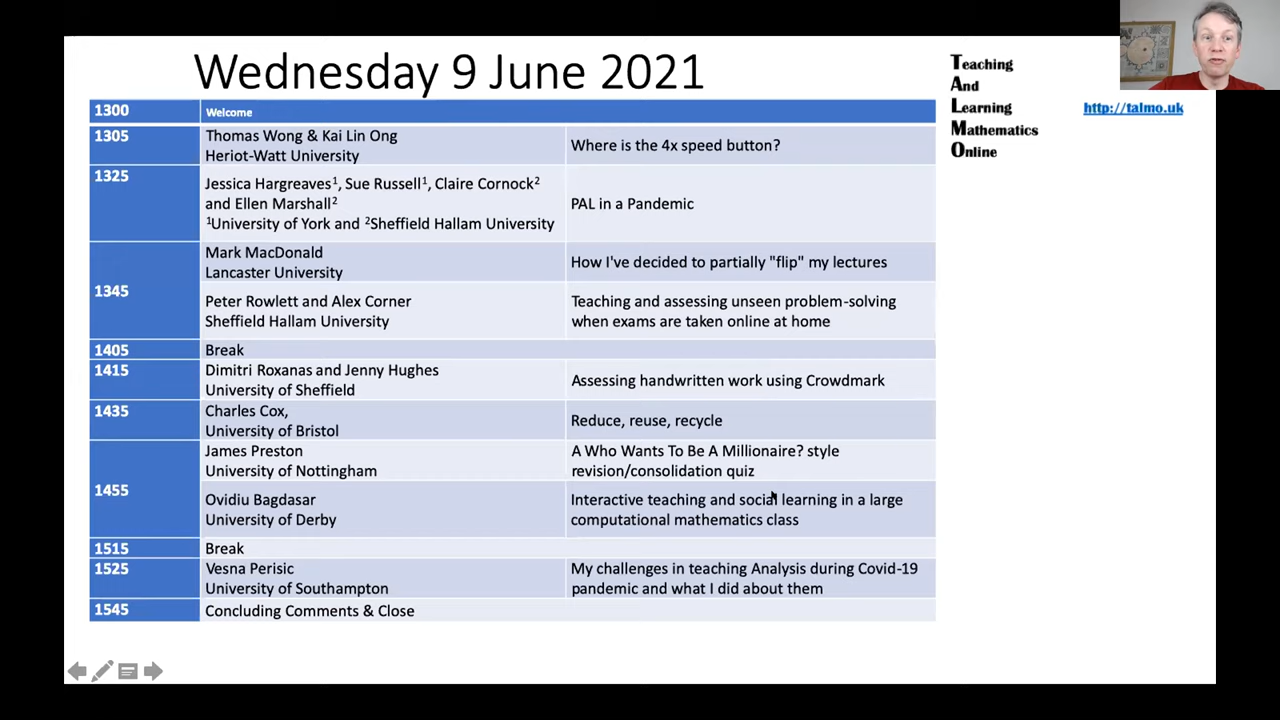 Wednesday 9 June 2021
Teaching
And
Learning
Mathematics
Online
http://talmo.uk
1300 Welcome
1305 Thomas Wong & Kai Lin Ong
Heriot-Watt University
Where is the 4x speed button?
1325 Jessica Hargreaves¹, Sue Russell¹, Claire Cornock²
and Ellen Marshall²
¹University of York and ²Sheffield Hallam University
PAL in a Pandemic
1345
Mark MacDonald
Lancaster University
How I've decided to partially "flip" my lectures
Peter Rowlett and Alex Corner
Sheffield Hallam University
Teaching and assessing unseen problem-solving
when exams are taken online at home
1405 Break
1415 Dimitri Roxanas and Jenny Hughes
University of Sheffield
Assessing handwritten work using Crowdmark
1435 Charles Cox,
University of Bristol
Reduce, reuse, recycle
1455
James Preston
University of Nottingham
A Who Wants To Be A Millionaire? style
revision/consolidation quiz
Ovidiu Bagdasar
University of Derby
Interactive teaching and social learning in a large
computational mathematics class
1515 Break
1525 Vesna Perisic
University of Southampton
My challenges in teaching Analysis during Covid-19
pandemic and what I did about them
1545 Concluding Comments & Close